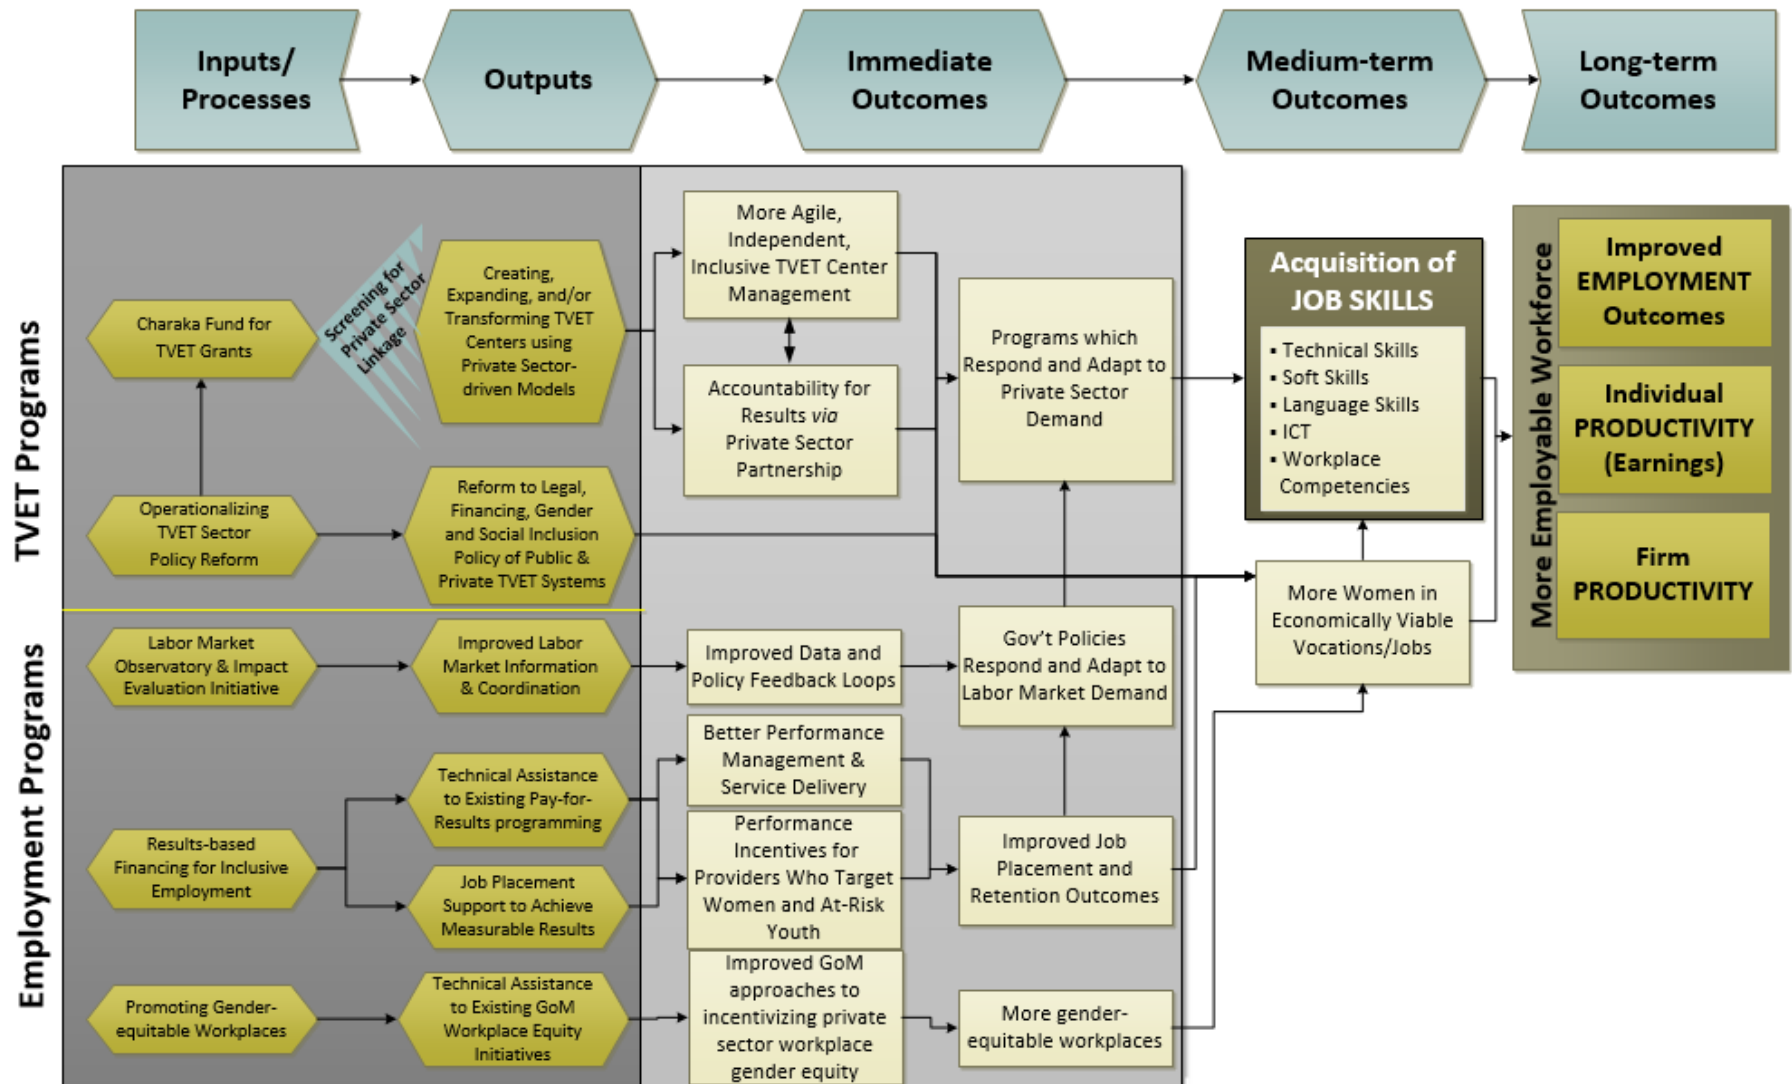 Inputs/
Processes
Outputs
Immediate
Outcomes
Medium-term
Outcomes
Long-term
Outcomes
TVET Programs
Charaka Fund for
TVET Grants
Screening for
Private Sector
Linkage
Creating,
Expanding, and/or
Transforming TVET
Centers using
Private Sector-
driven Models
Operationalizing
TVET Sector
Policy Reform
Reform to Legal,
Financing, Gender
and Social Inclusion
Policy of Public &
Private TVET Systems
More Agile,
Independent,
Inclusive TVET Center
Management
Accountability for
Results via
Private Sector
Partnership
Programs which
Respond and Adapt to
Private Sector
Demand
Acquisition of
JOB SKILLS
▪ Technical Skills
▪ Soft Skills
▪ Language Skills
▪ ICT
▪ Workplace
Competencies
More Women in
Economically Viable
Vocations/Jobs
More Employable Workforce
Improved
EMPLOYMENT
Outcomes
Individual
PRODUCTIVITY
(Earnings)
Firm
PRODUCTIVITY
Employment Programs
Labor Market
Observatory & Impact
Evaluation Initiative
Improved Labor
Market Information
& Coordination
Improved Data and
Policy Feedback Loops
Gov't Policies
Respond and Adapt to
Labor Market Demand
Results-based
Financing for Inclusive
Employment
Technical Assistance
to Existing Pay-for-
Results programming
Job Placement
Support to Achieve
Measurable Results
Better Performance
Management &
Service Delivery
Performance
Incentives for
Providers Who Target
Women and At-Risk
Youth
Improved Job
Placement and
Retention Outcomes
Promoting Gender-
equitable Workplaces
Technical Assistance
to Existing GoM
Workplace Equity
Initiatives
Improved GoM
approaches to
incentivizing private
sector workplace
gender equity
More gender-
equitable workplaces